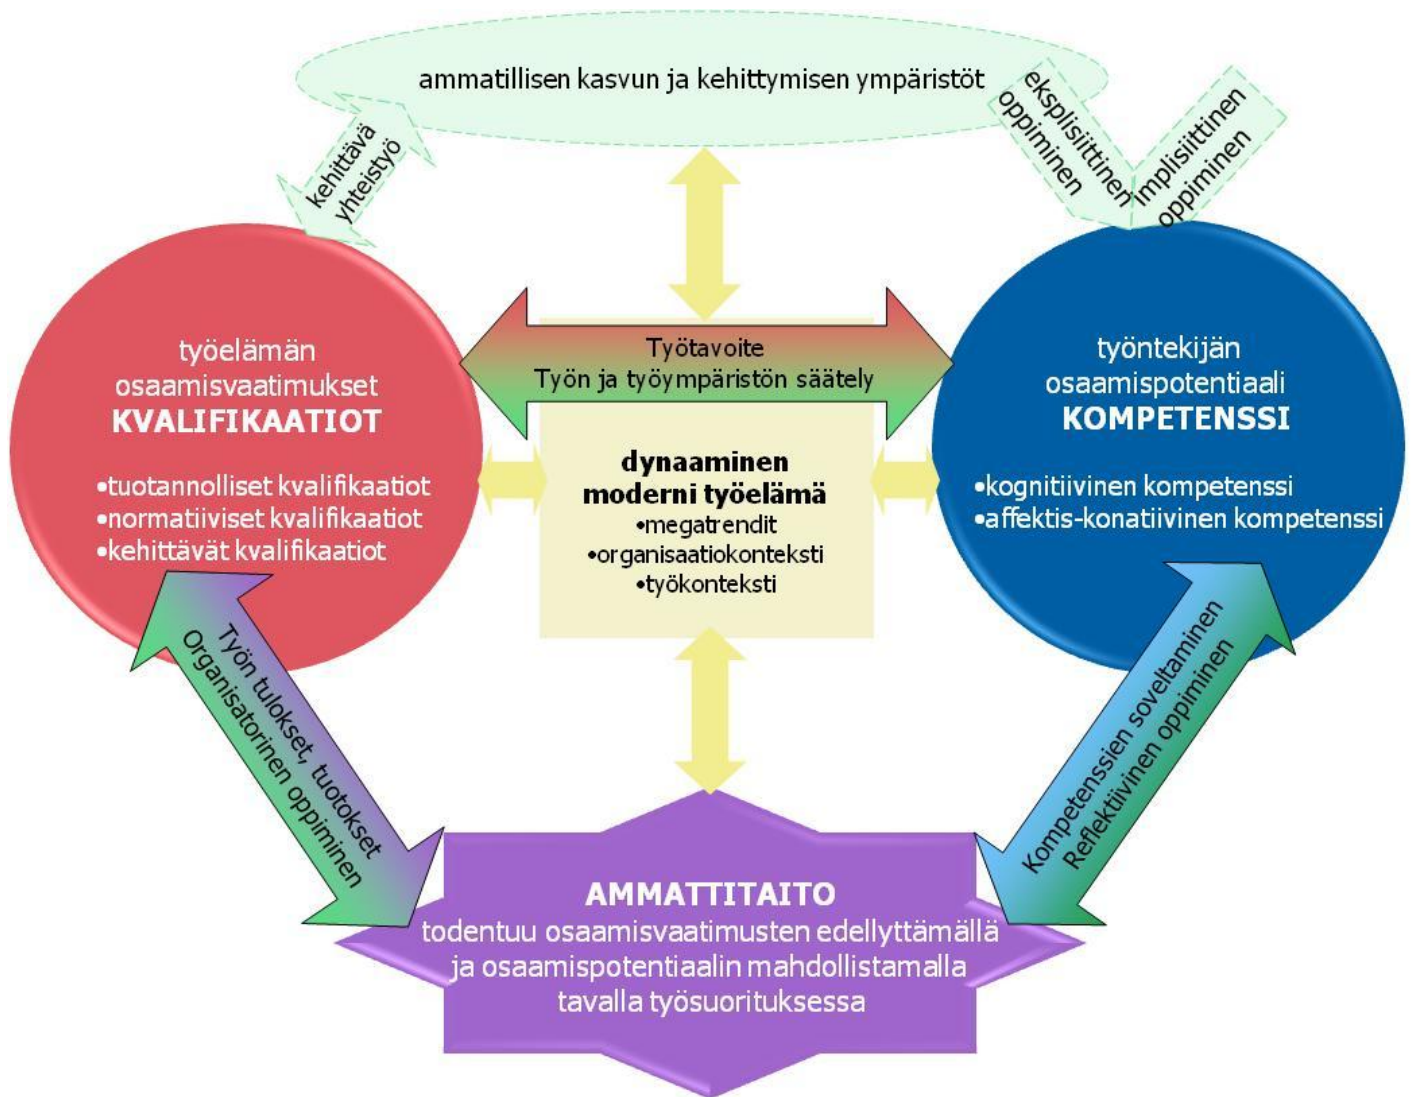 ammatillisen kasvun ja kehittymisen ympäristöt
kehittävä
yhteistyö
eksplisiittinen
oppiminen
implisiittinen
oppiminen
työelämän
osaamisvaatimukset
KVALIFIKAATIOT
•tuotannolliset kvalifikaatiot
•normatiiviset kvalifikaatiot
•kehittävät kvalifikaatiot
Työtavoite
Työn ja työympäristön säätely
dynaaminen
moderni työelämä
•megatrendit
•organisaatiokonteksti
•työkonteksti
työntekijän
osaamispotentiaali
KOMPETENSSI
•kognitiivinen kompetenssi
•affektis-konatiivinen kompetenssi
Työn tulokset, tuotokset
Organisatorinen oppiminen
Kompetenssien soveltaminen
Reflektiivinen oppiminen
AMMATTITAITO
todentuu osaamisvaatimusten edellyttämällä
ja osaamispotentiaalin mahdollistamalla
tavalla työsuorituksessa